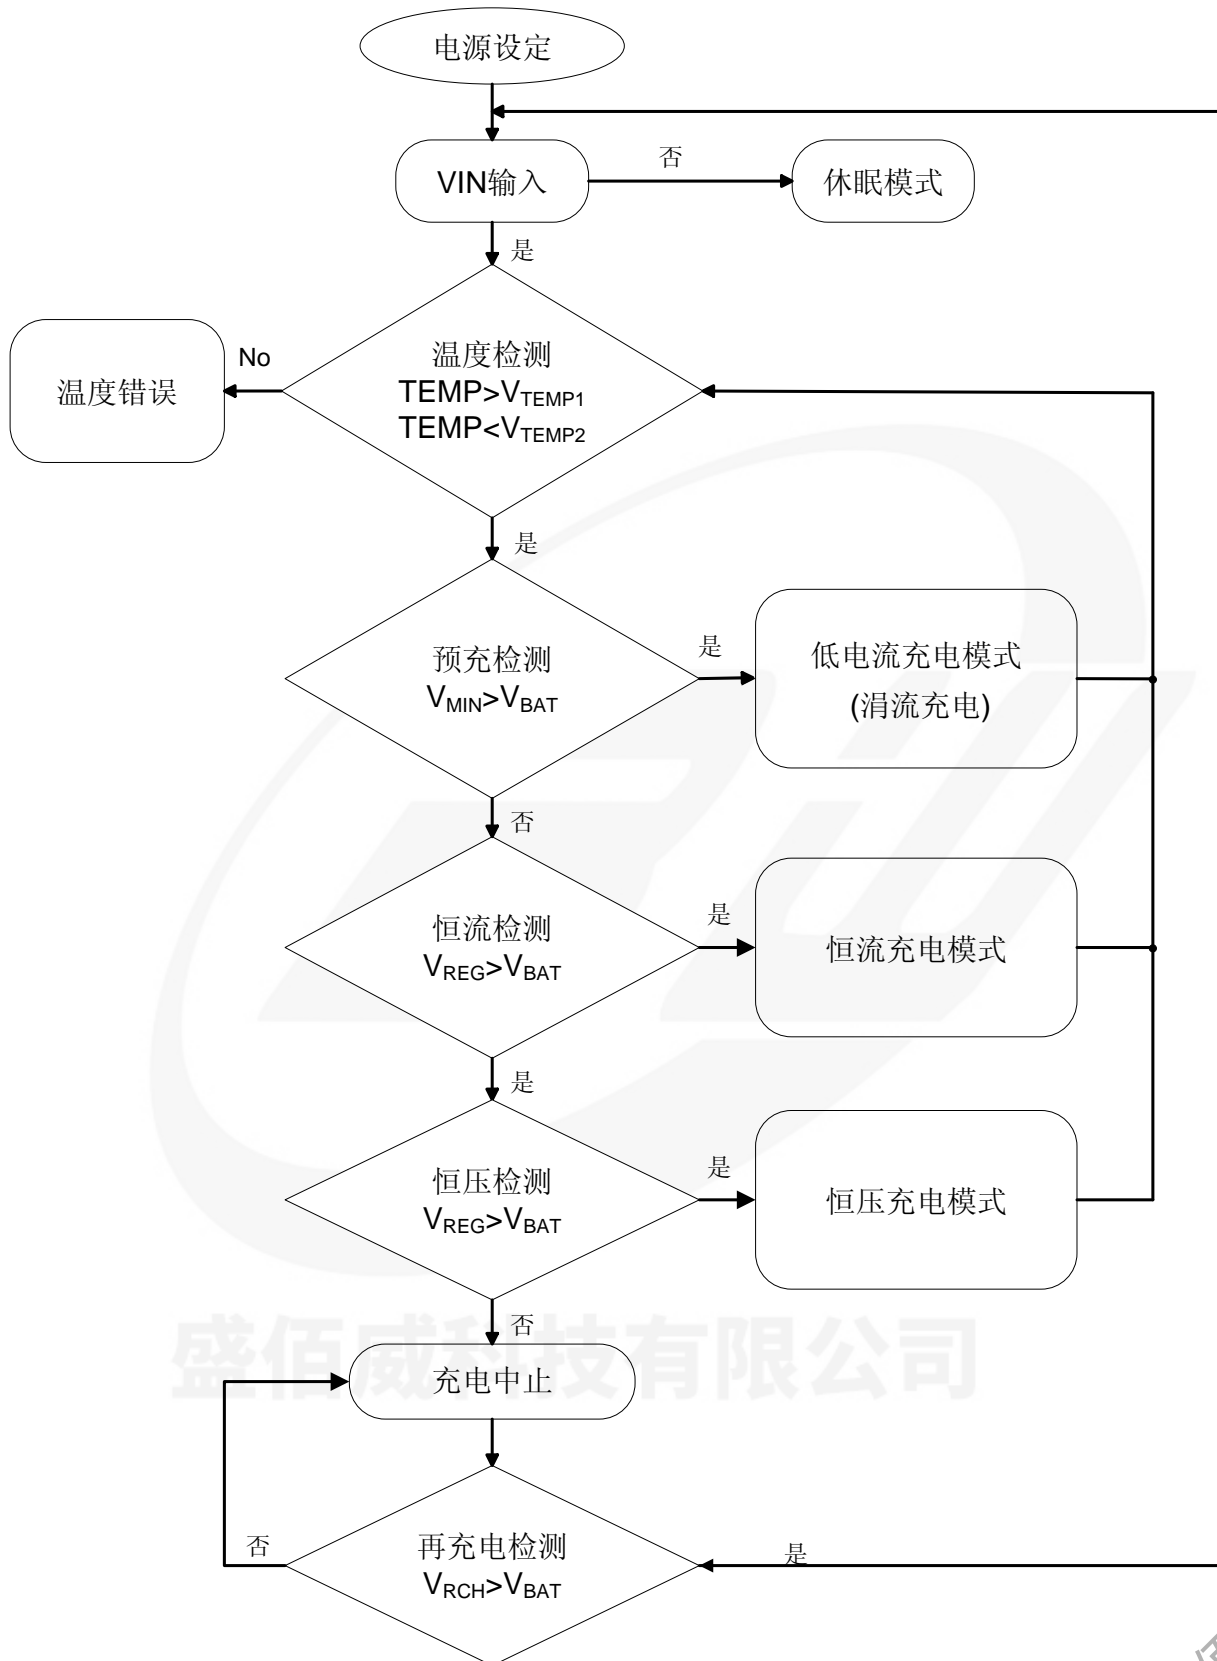 电源设定
VIN输入
否
休眠模式
是
温度检测
TEMP>VTEMP1
TEMP<VTEMP2
No
温度错误
是
预充检测
VMIN>VBAT
是
低电流充电模式
(涓流充电)
否
恒流检测
VREG>VBAT
是
恒流充电模式
是
恒压检测
VREG>VBAT
是
恒压充电模式
否
盛佰威科技有限公司
充电中止
再充电检测
VRCH>VBAT
否
是